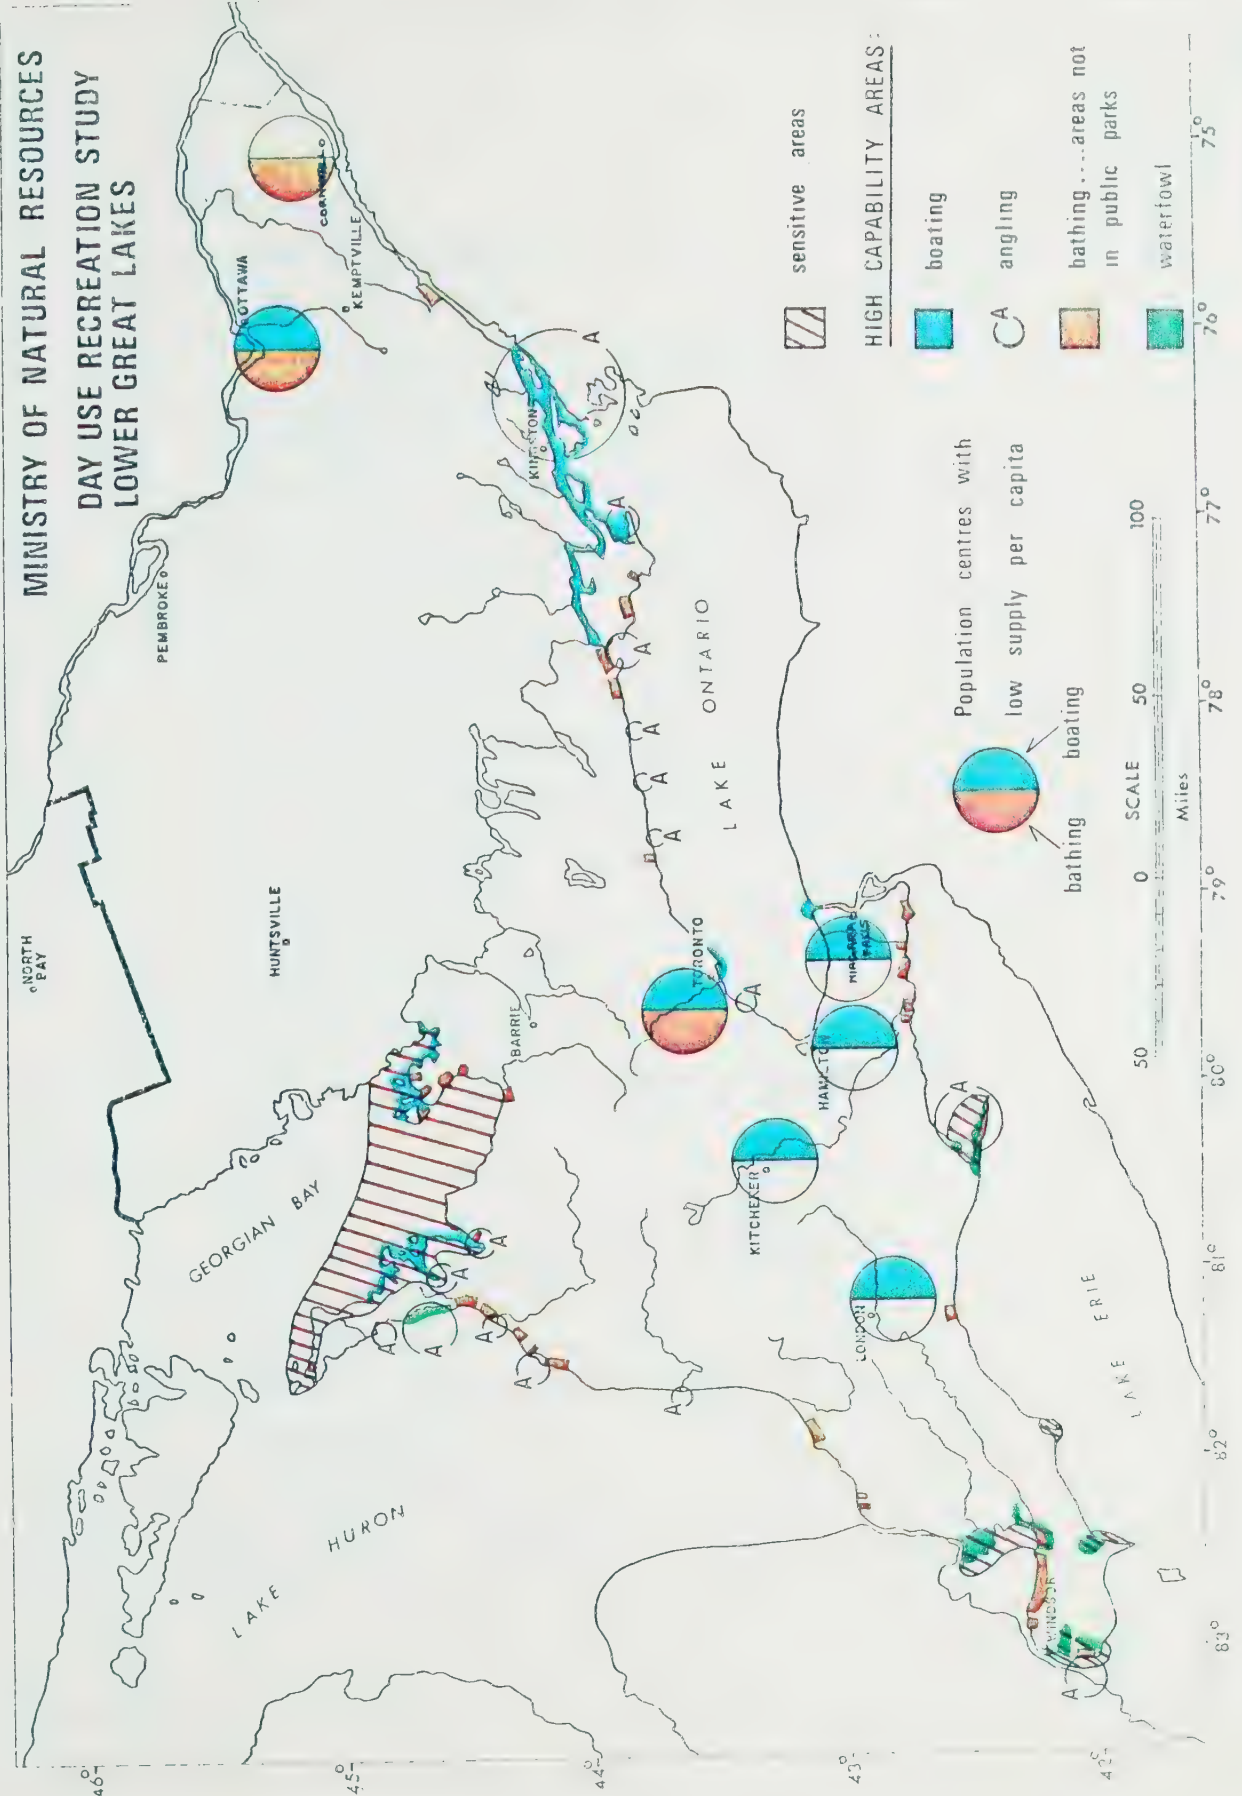 MINISTRY OF NATURAL RESOURCES
DAY USE RECREATION STUDY
LOWER GREAT LAKES
NORTH
BAY
PEMBROKE
OTTAWA
KEMPTVILLE
CORNWALL
HUNTSVILLE
GEORGIAN BAY
BARRIE
KINGSTON
A
A
A
A
A
A
A
LAKE ONTARIO
TORONTO
A
HAMILTON
NIAGARA
FALLS
KITCHENER
LONDON
A
A
A
A
A
A
A
A
LAKE HURON
LAKE ERIE
WINDSOR
A
sensitive areas
HIGH CAPABILITY AREAS:
boating
A angling
bathing...areas not
in public parks
waterfowl
Population centres with
low supply per capita
bathing boating
SCALE
50 0 50 100
Miles
46°
45°
44°
43°
42°
83° 82° 81° 80° 79° 78° 77° 76° 75°